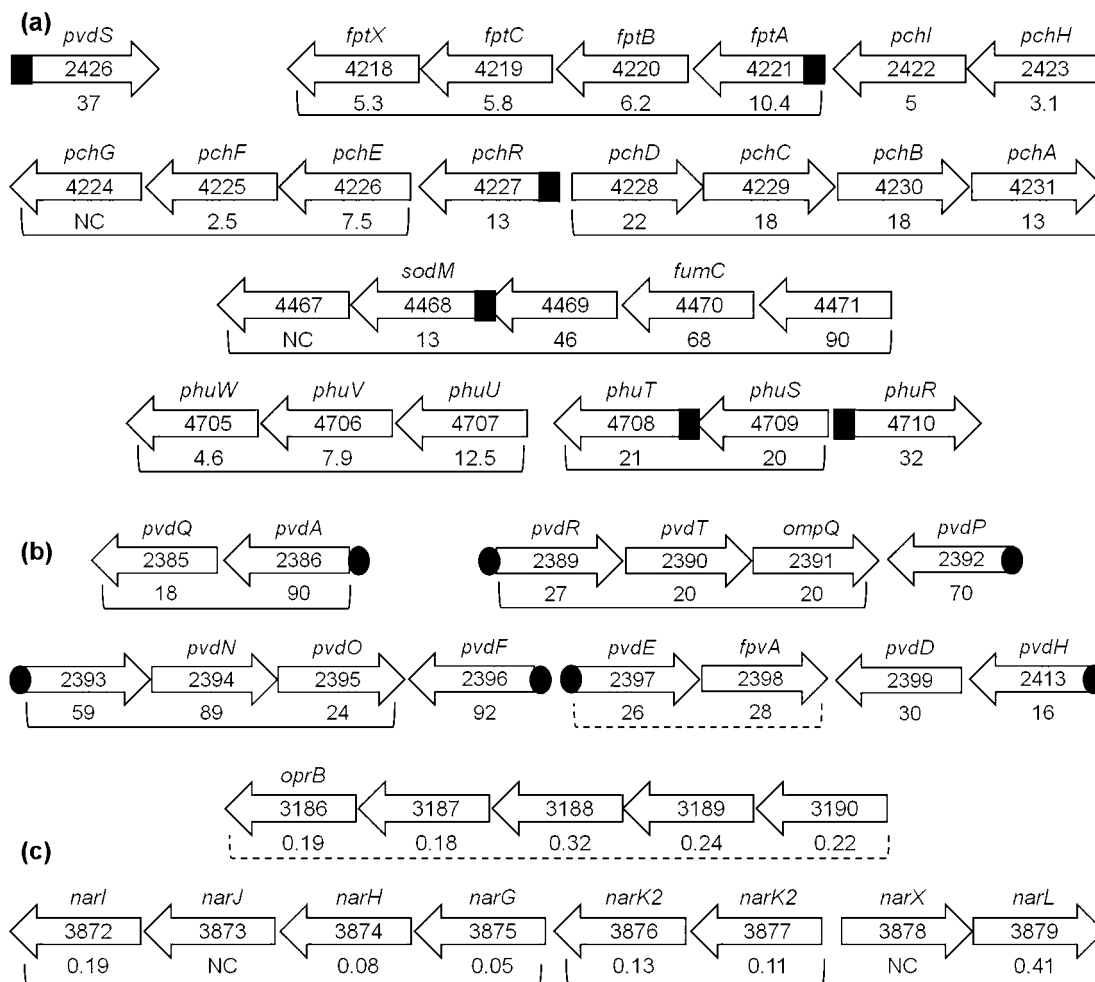 (a)
pvdS fptX fptC fptB fptA pchI pchH
2426 4218 4219 4220 4221 2422 2423
37 5.3 5.8 6.2 10.4 5 3.1
pchG pchF pchE pchR pchD pchC pchB pchA
4224 4225 4226 4227 4228 4229 4230 4231
NC 2.5 7.5 13 22 18 18 13
sodM fumC
4467 4468 4469 4470 4471
NC 13 46 68 90
phuW phuV phuU phuT phuS phuR
4705 4706 4707 4708 4709 4710
4.6 7.9 12.5 21 20 32
(b)
pvdQ pvdA pvdR pvdT ompQ pvdP
2385 2386 2389 2390 2391 2392
18 90 27 20 20 70
pvdN pvdO pvdF pvdE fpvA pvdD pvdH
2393 2394 2395 2396 2397 2398 2399 2413
59 89 24 92 26 28 30 16
oprB
3186 3187 3188 3189 3190
0.19 0.18 0.32 0.24 0.22
(c)
narI narJ narH narG narK2 narK2 narX narL
3872 3873 3874 3875 3876 3877 3878 3879
0.19 NC 0.08 0.05 0.13 0.11 NC 0.41